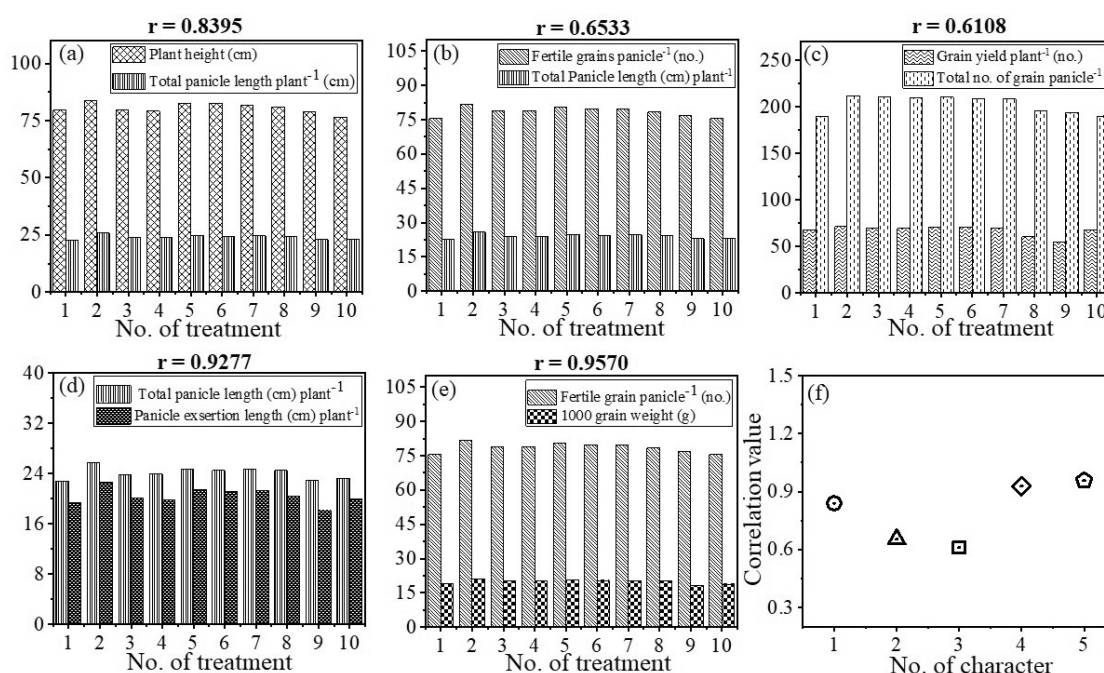 r = 0.8395
(a)
Plant height (cm)
Total panicle length plant⁻¹ (cm)
100
75
50
25
0
1 2 3 4 5 6 7 8 9 10
No. of treatment
r = 0.6533
(b)
Fertile grains panicle⁻¹ (no.)
Total Panicle length (cm) plant⁻¹
105
90
75
60
45
30
15
0
1 2 3 4 5 6 7 8 9 10
No. of treatment
r = 0.6108
(c)
Grain yield plant⁻¹ (no.)
Total no. of grain panicle⁻¹
250
200
150
100
50
0
1 2 3 4 5 6 7 8 9 10
No. of treatment
r = 0.9277
(d)
Total panicle length (cm) plant⁻¹
Panicle exsertion length (cm) plant⁻¹
40
32
24
16
8
0
1 2 3 4 5 6 7 8 9 10
No. of treatment
r = 0.9570
(e)
Fertile grain panicle⁻¹ (no.)
1000 grain weight (g)
105
90
75
60
45
30
15
0
1 2 3 4 5 6 7 8 9 10
No. of treatment
(f)
Correlation value
1.5
1.2
0.9
0.6
0.3
1 2 3 4 5
No. of character